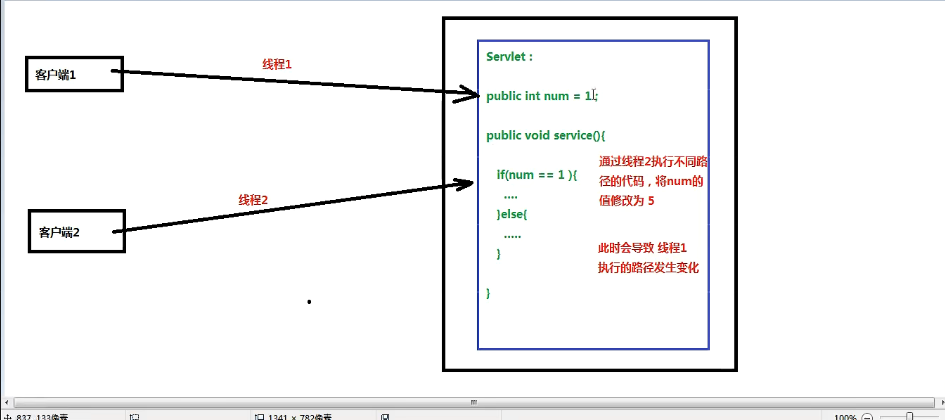 客户端1
线程1
客户端2
线程2
Servlet :
public int num = 1;
public void service(){
if(num == 1 ){
....
}else{
.....
}
}
通过线程2执行不同路
径的代码，将num的
值修改为 5
此时会导致 线程1
执行的路径发生变化
837, 133像素
1341 × 782像素
100%